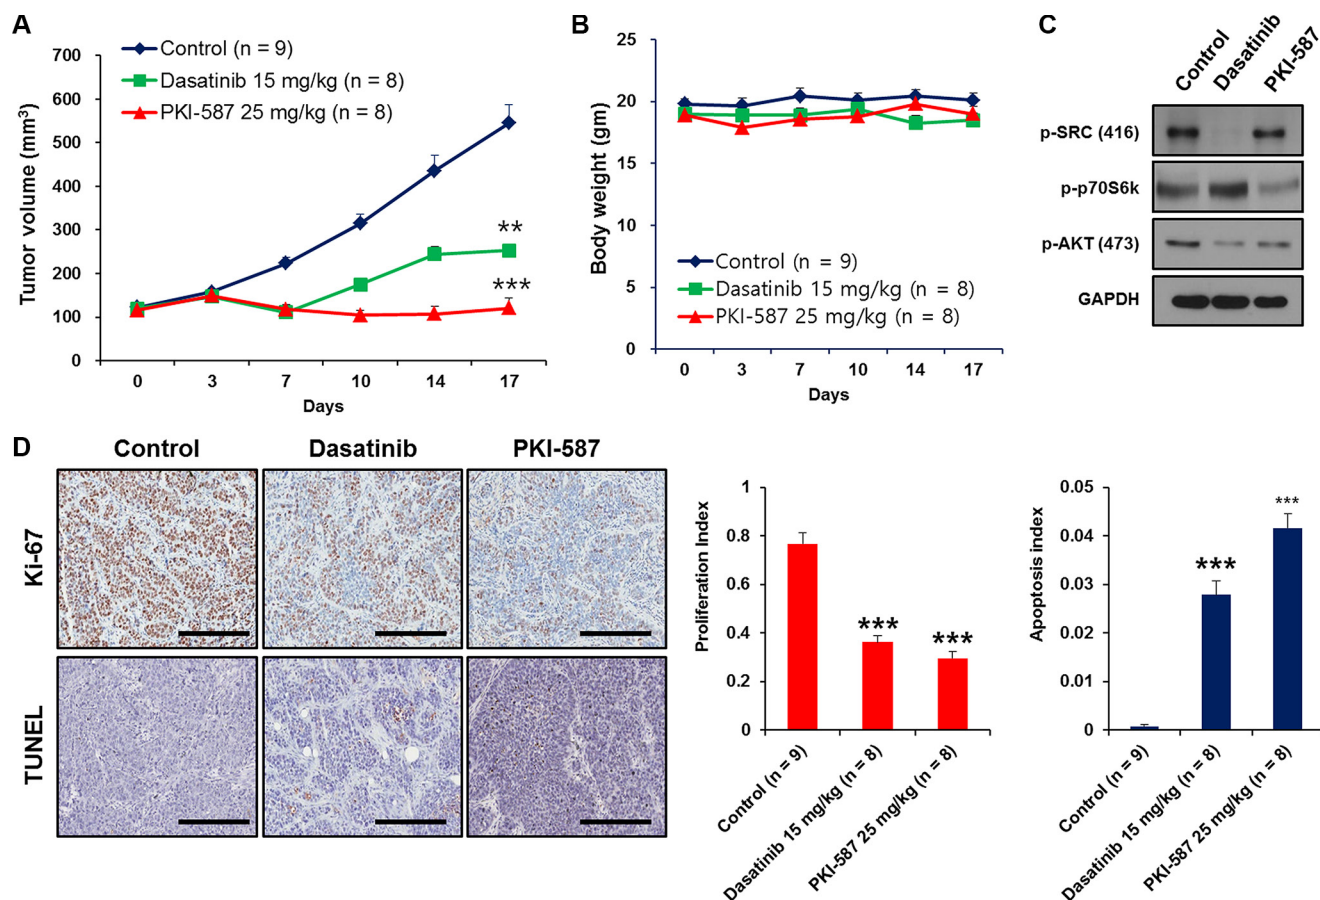 A
Control (n = 9)
Dasatinib 15 mg/kg (n = 8)
PKI-587 25 mg/kg (n = 8)
Tumor volume (mm3)
700
600
500
400
300
200
100
0
**
***
0 3 7 10 14 17
Days
B
Body weight (gm)
25
20
15
10
5
0
Control (n = 9)
Dasatinib 15 mg/kg (n = 8)
PKI-587 25 mg/kg (n = 8)
0 3 7 10 14 17
Days
C
Control Dasatinib PKI-587
p-SRC (416)
p-p70S6k
p-AKT (473)
GAPDH
D
Control Dasatinib PKI-587
Ki-67
TUNEL
Proliferation Index
1
0.8
0.6
0.4
0.2
0
***
***
Control (n = 9)
Dasatinib 15 mg/kg (n = 8)
PKI-587 25 mg/kg (n = 8)
Apoptosis index
0.05
0.04
0.03
0.02
0.01
0
***
***
Control (n = 9)
Dasatinib 15 mg/kg (n = 8)
PKI-587 25 mg/kg (n = 8)